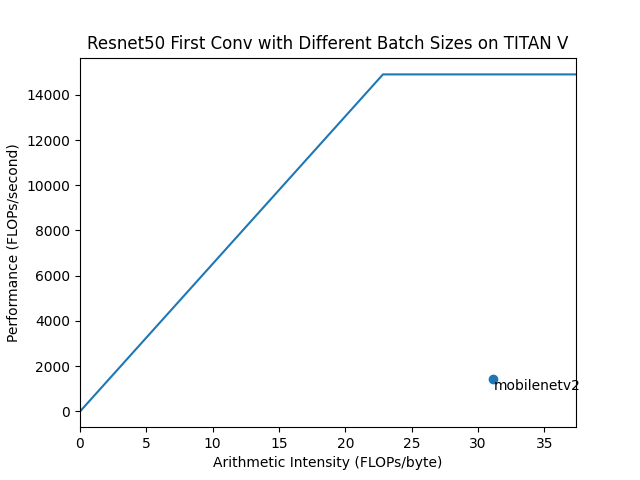 Resnet50 First Conv with Different Batch Sizes on TITAN V
Performance (FLOPs/second)
14000
12000
10000
8000
6000
4000
2000
0
mobilenetv2
0 5 10 15 20 25 30 35
Arithmetic Intensity (FLOPs/byte)